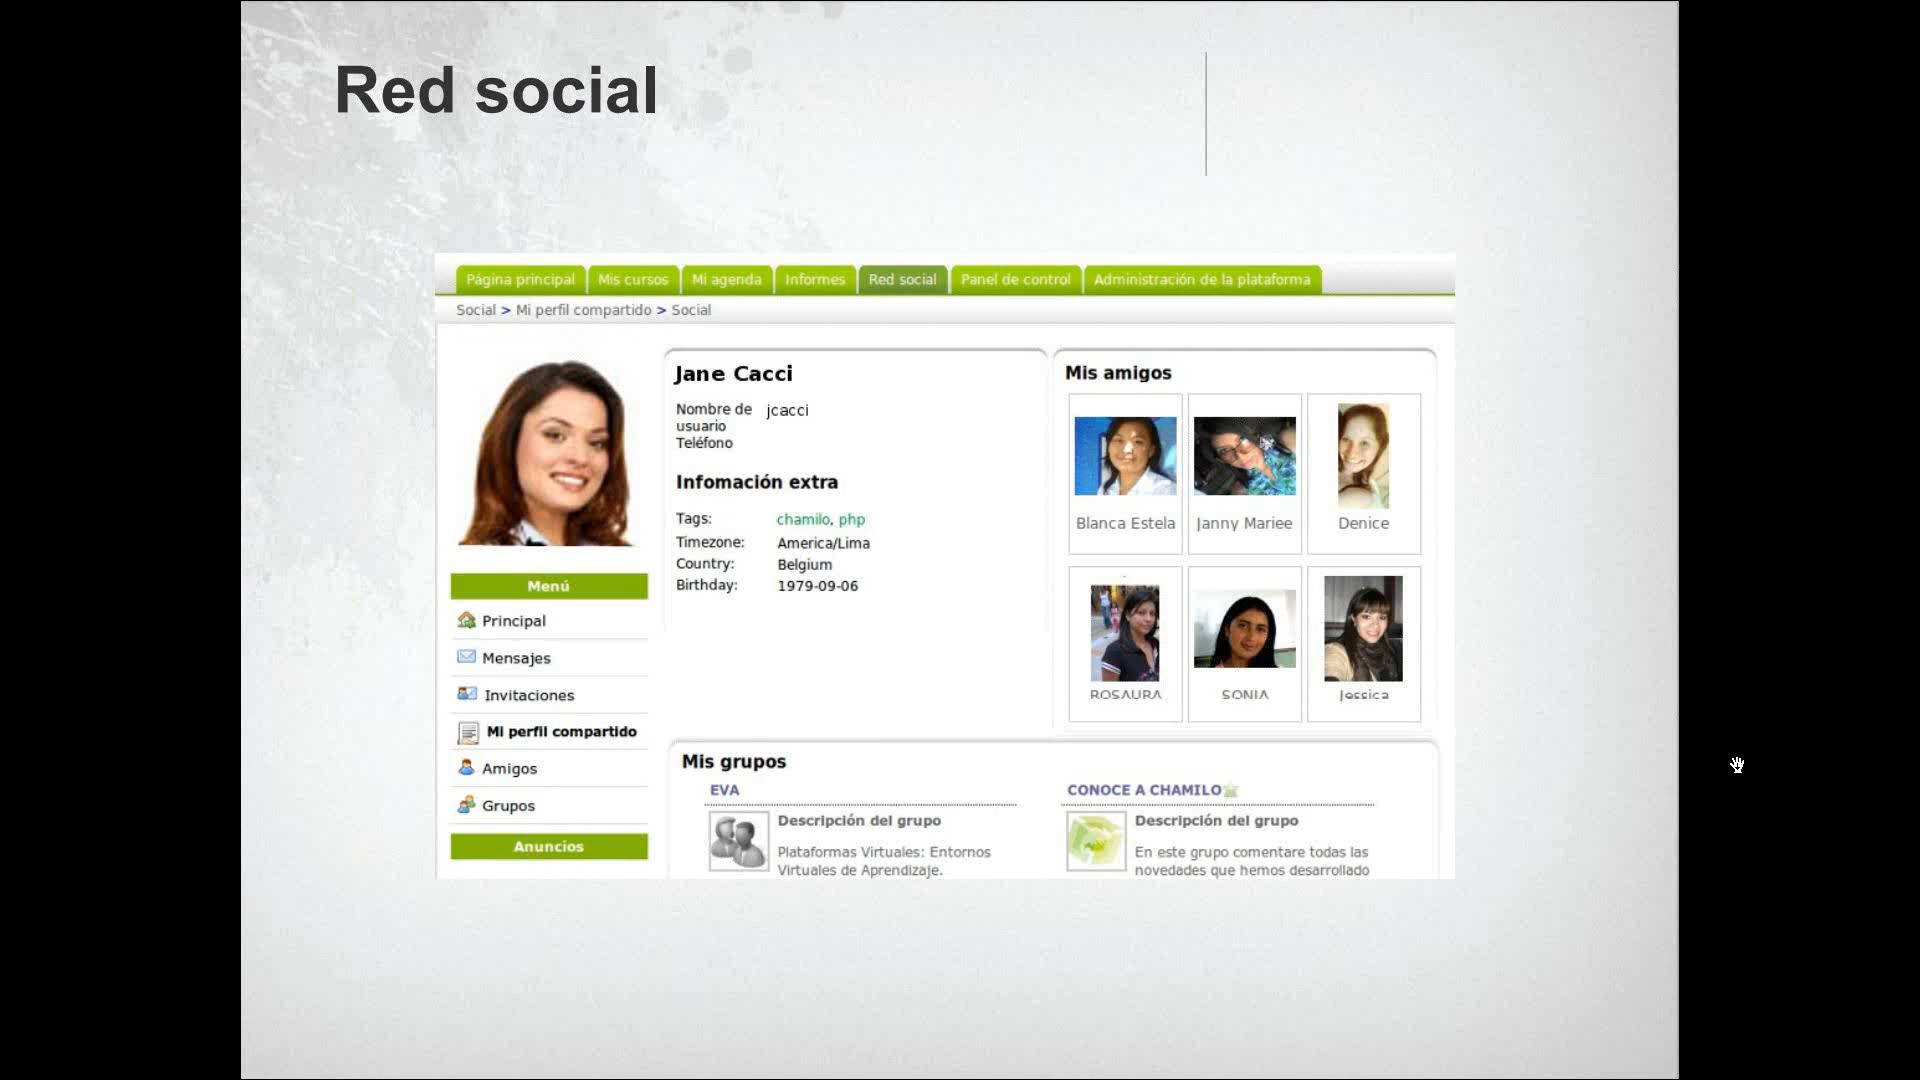 Red social
Página principal
Mis cursos
Mi agenda
Informes
Red social
Panel de control
Administración de la plataforma
Social > Mi perfil compartido > Social
Jane Cacci
Nombre de usuario jcacci
Teléfono
Infomación extra
Tags: chamilo, php
Timezone: America/Lima
Country: Belgium
Birthday: 1979-09-06
Mis amigos
Blanca Estela
Janny Mariee
Denice
ROSAURA
SONIA
Jessica
Menú
Principal
Mensajes
Invitaciones
Mi perfil compartido
Amigos
Grupos
Anuncios
Mis grupos
EVA
Descripción del grupo
Plataformas Virtuales: Entornos
Virtuales de Aprendizaje.
CONOCE A CHAMILO
Descripción del grupo
En este grupo comentare todas las
novedades que hemos desarrollado